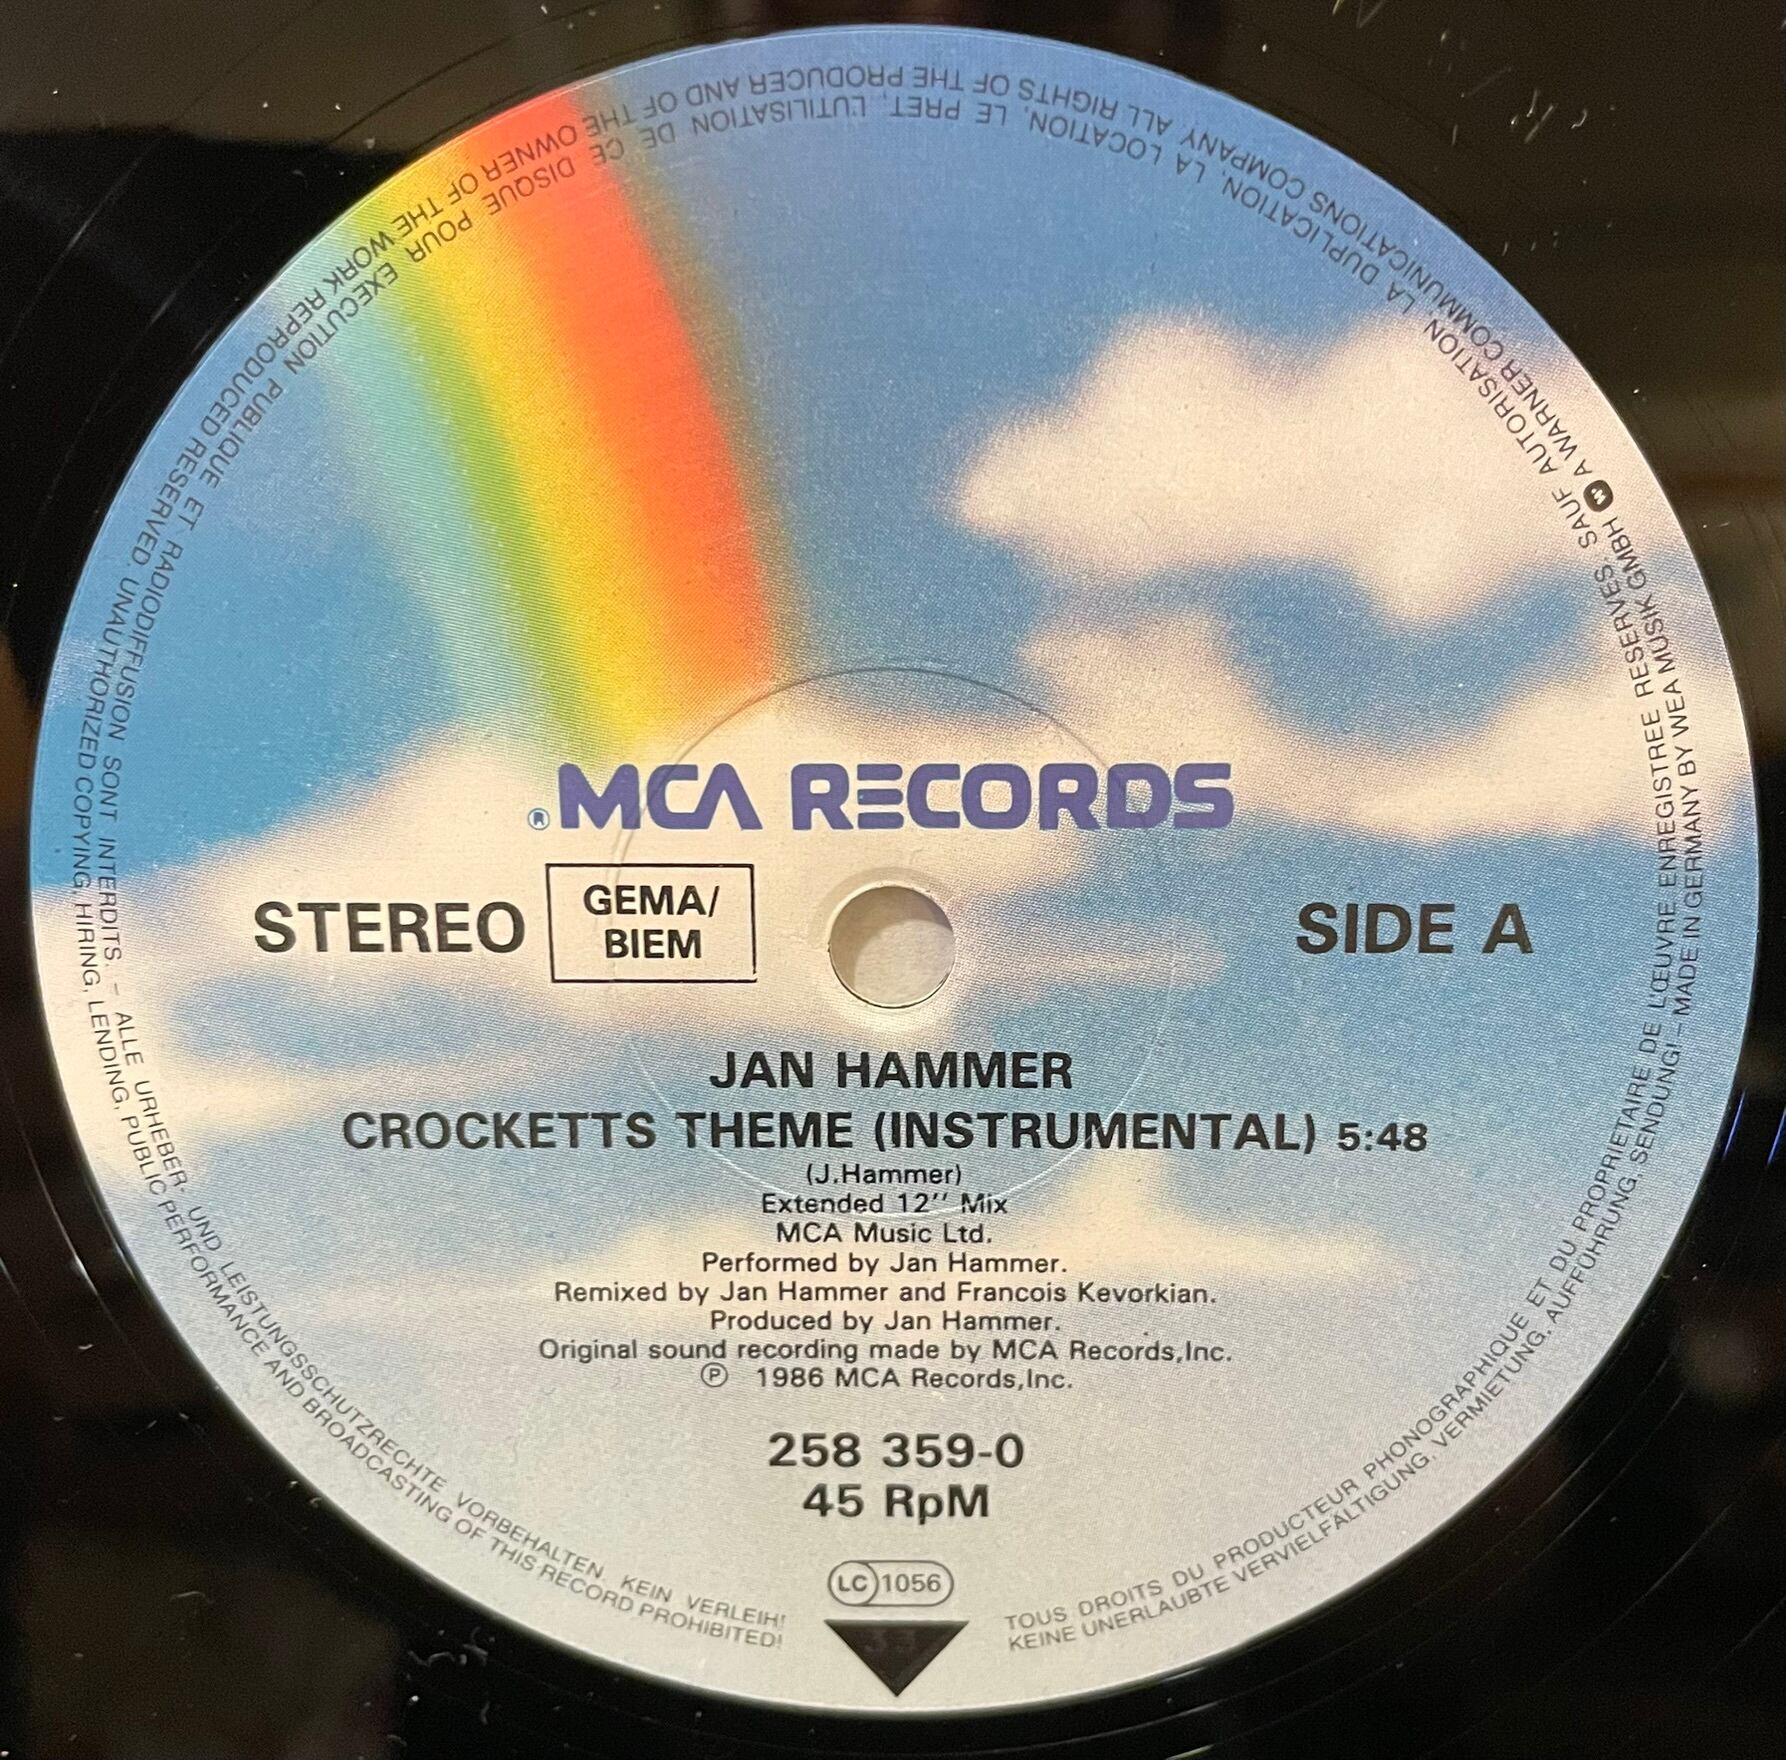 ® MCA RECORDS
STEREO
GEMA/
BIEM
SIDE A
JAN HAMMER
CROCKETTS THEME (INSTRUMENTAL) 5:48
(J.Hammer)
Extended 12'' Mix
MCA Music Ltd.
Performed by Jan Hammer.
Remixed by Jan Hammer and Francois Kevorkian.
Produced by Jan Hammer.
Original sound recording made by MCA Records,Inc.
℗ 1986 MCA Records,Inc.
258 359-0
45 RpM
LC 1056
33
TOUS DROITS DU PRODUCTEUR PHONOGRAPHIQUE ET DU PROPRIETAIRE DE L'ŒUVRE ENREGISTREE RESERVES. SAUF AUTORISATION LA DUPLICATION, LA LOCATION, LE PRET, L'UTILISATION DE CE DISQUE POUR EXECUTION PUBLIQUE ET RADIODIFFUSION SONT INTERDITS. – ALLE URHEBER- UND LEISTUNGSSCHUTZRECHTE VORBEHALTEN. KEIN VERLEIH!
KEINE UNERLAUBTE VERVIELFÄLTIGUNG, VERMIETUNG, AUFFÜHRUNG, SENDUNG! – MADE IN GERMANY BY WEA MUSIK GMBH W A WARNER COMMUNICATIONS COMPANY ALL RIGHTS OF THE PRODUCER AND OF THE OWNER OF THE WORK REPRODUCED RESERVED. UNAUTHORIZED COPYING, HIRING, LENDING, PUBLIC PERFORMANCE AND BROADCASTING OF THIS RECORD PROHIBITED!